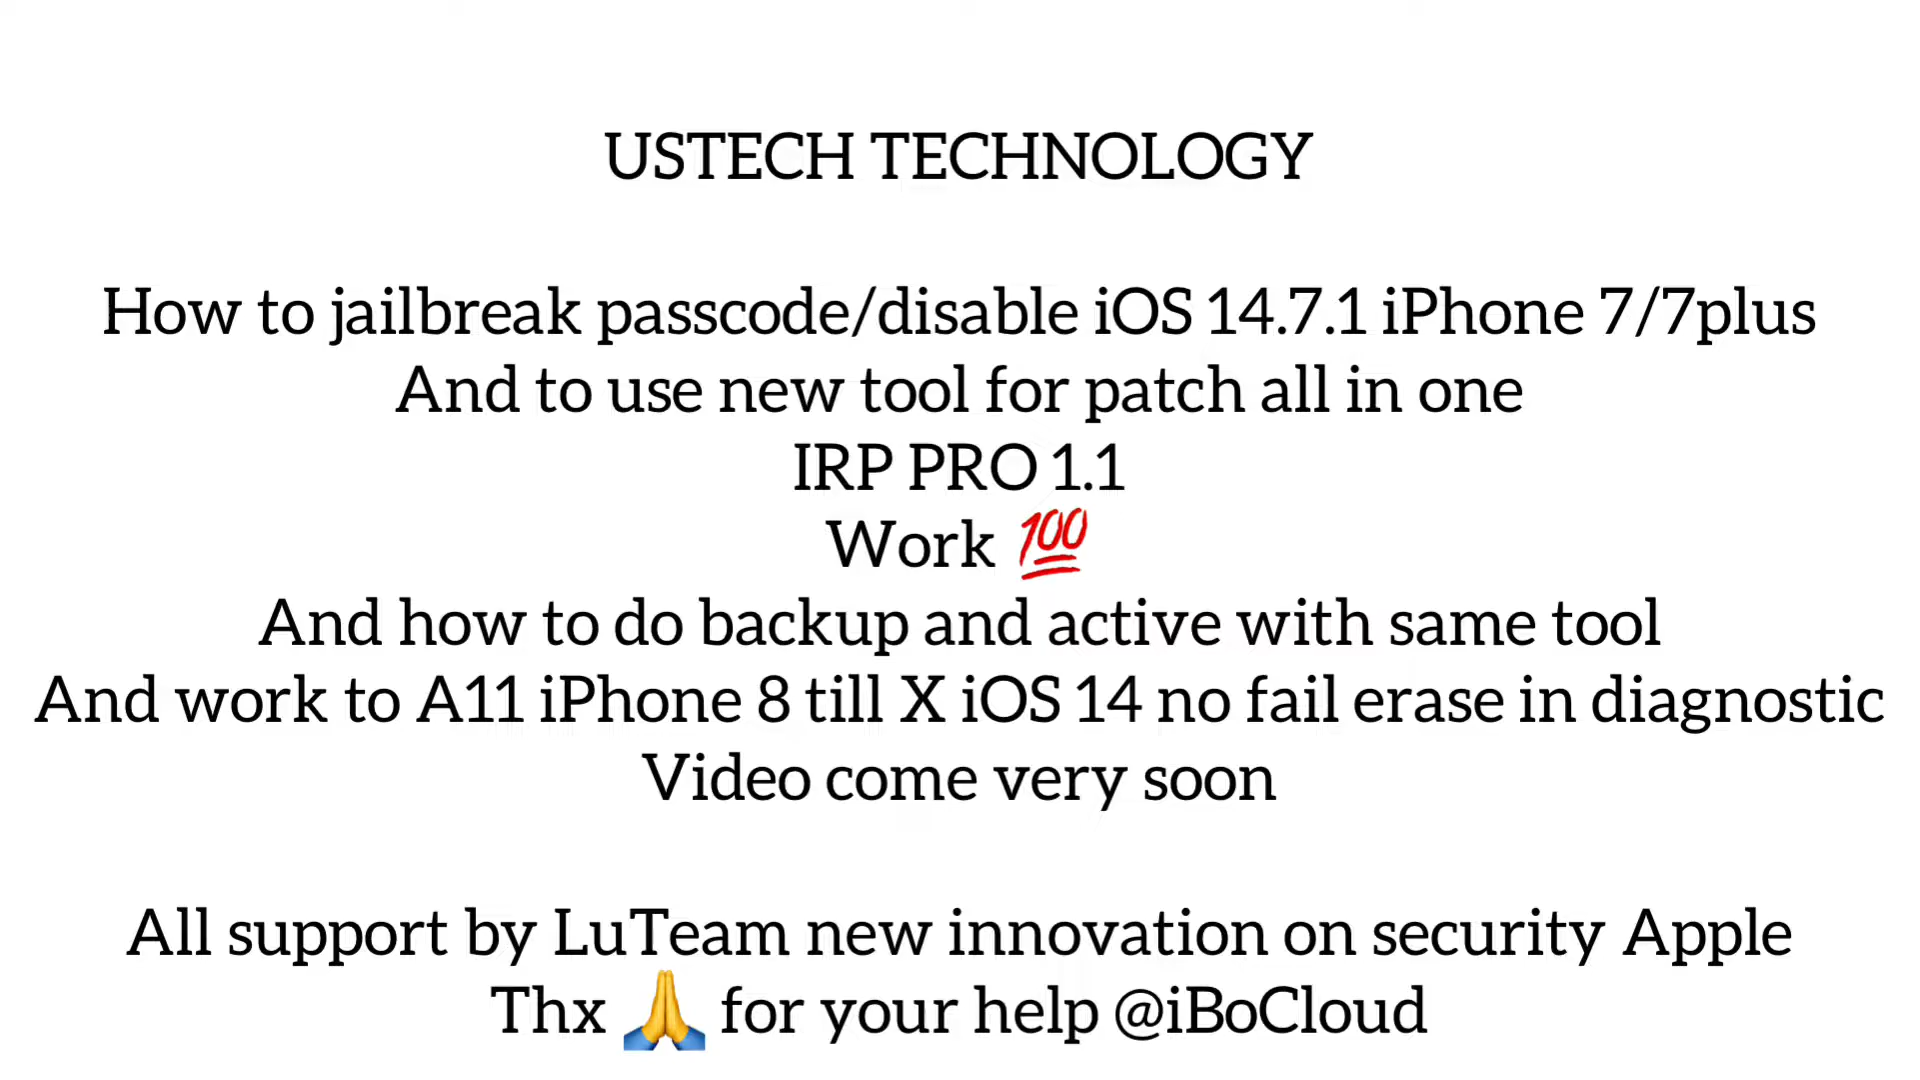 USTECH TECHNOLOGY
How to jailbreak passcode/disable iOS 14.7.1 iPhone 7/7plus
And to use new tool for patch all in one
IRP PRO 1.1
Work 💯
And how to do backup and active with same tool
And work to A11 iPhone 8 till X iOS 14 no fail erase in diagnostic
Video come very soon
All support by LuTeam new innovation on security Apple
Thx 🙏 for your help @iBoCloud